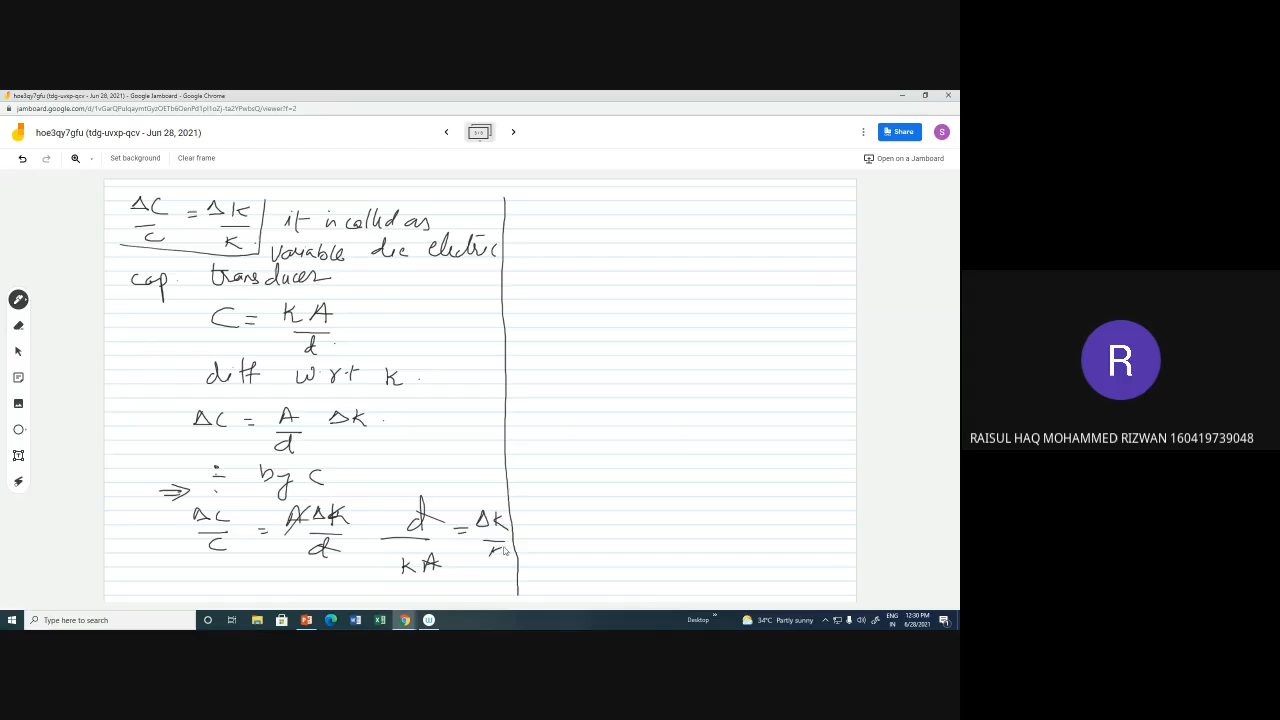 hoe3qy7gfu (tdg-uvxp-qcv - Jun 28, 2021) - Google Jamboard - Google Chrome
hoe3qy7gfu (tdg-uvxp-qcv - Jun 28, 2021)
Share
S
Set background
Clear frame
Open on a Jamboard
ΔC/C = ΔK/K it is called as
variable die electric
cap. transducer
C = KA/d
diff w.r.t K.
ΔC = A/d ΔK.
÷ by C
⇒ ΔC/C = AΔK/d d/KA = ΔK/
R
RAISUL HAQ MOHAMMED RIZWAN 160419739048
Type here to search
Desktop
34°C Partly sunny
ENG
IN
12:30 PM
6/28/2021